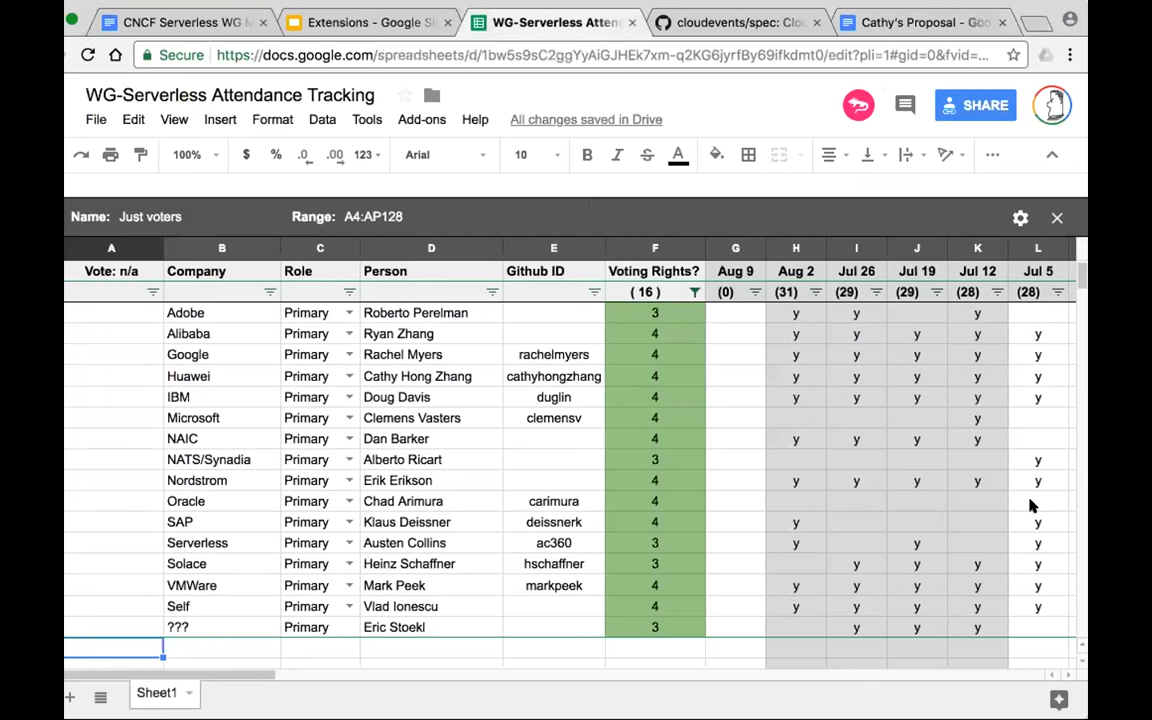 CNCF Serverless WG M
Extensions - Google Sl
WG-Serverless Atten
cloudevents/spec: Clou
Cathy's Proposal - Goo
Secure
https://docs.google.com/spreadsheets/d/1bw5s9sC2ggYyAiGJHEk7xm-q2KG6jyrfBy69ifkdmt0/edit?pli=1#gid=0&fvid=...
WG-Serverless Attendance Tracking
SHARE
File Edit View Insert Format Data Tools Add-ons Help All changes saved in Drive
100% $ % .0 .00 123 Arial 10 B I S A
Name: Just voters Range: A4:AP128
A B C D E F G H I J K L
Vote: n/a Company Role Person Github ID Voting Rights? Aug 9 Aug 2 Jul 26 Jul 19 Jul 12 Jul 5
( 16 ) (0) (31) (29) (29) (28) (28)
Adobe Primary Roberto Perelman 3 y y y
Alibaba Primary Ryan Zhang 4 y y y y y
Google Primary Rachel Myers rachelmyers 4 y y y y y
Huawei Primary Cathy Hong Zhang cathyhongzhang 4 y y y y y
IBM Primary Doug Davis duglin 4 y y y y y
Microsoft Primary Clemens Vasters clemensv 4 y
NAIC Primary Dan Barker 4 y y y y
NATS/Synadia Primary Alberto Ricart 3 y
Nordstrom Primary Erik Erikson 4 y y y y y
Oracle Primary Chad Arimura carimura 4
SAP Primary Klaus Deissner deissnerk 4 y y
Serverless Primary Austen Collins ac360 3 y y y
Solace Primary Heinz Schaffner hschaffner 3 y y y y
VMWare Primary Mark Peek markpeek 4 y y y y y
Self Primary Vlad Ionescu 4 y y y y y
??? Primary Eric Stoekl 3 y y y
Sheet1